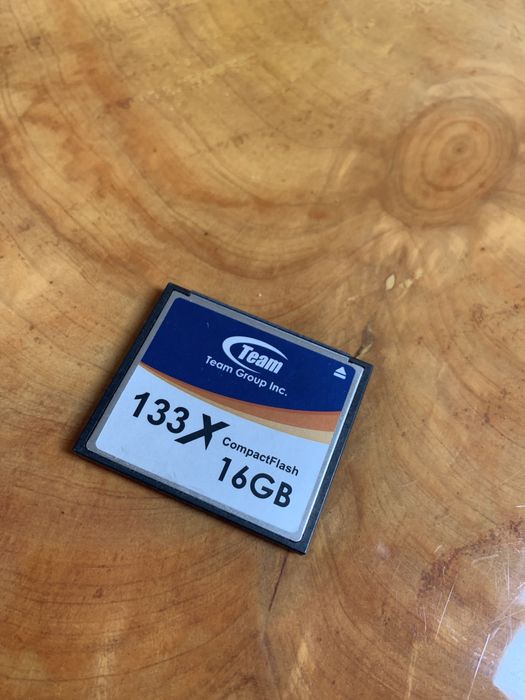 Team
Team Group Inc.
133X
CompactFlash
16GB